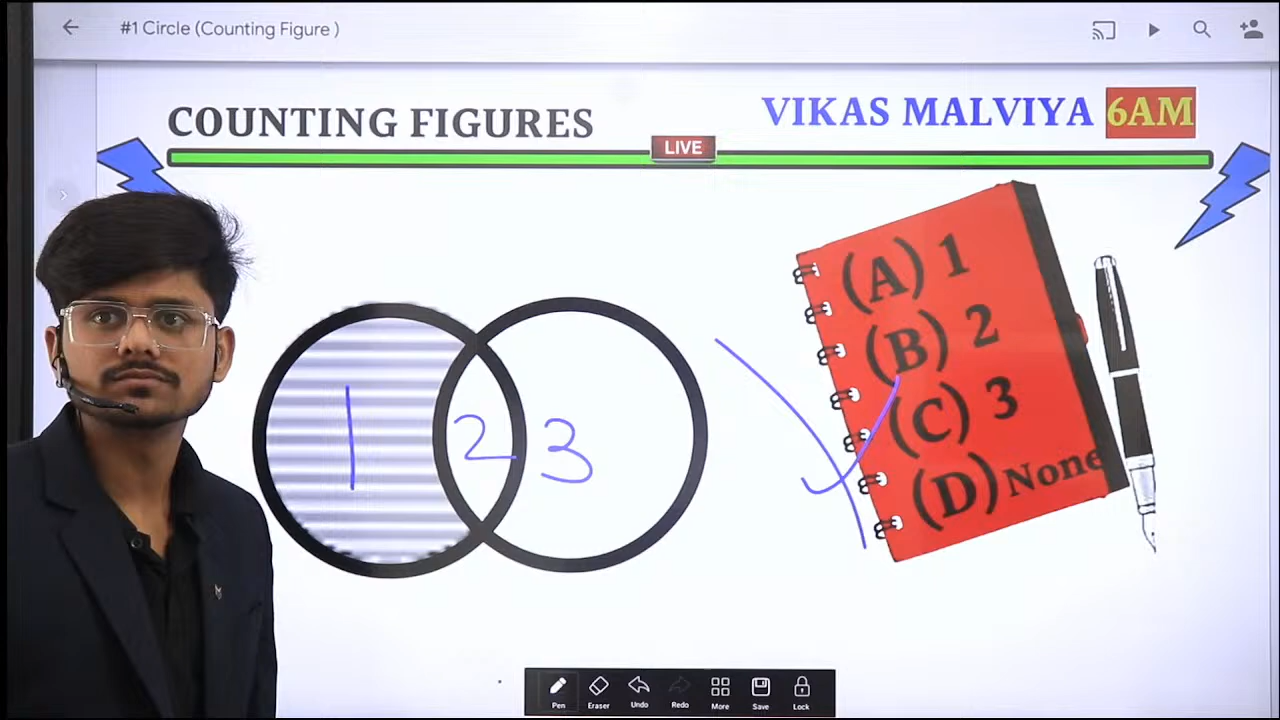 #1 Circle (Counting Figure )
COUNTING FIGURES
VIKAS MALVIYA 6AM
LIVE
(A) 1
(B) 2
(C) 3
(D) None
1 2 3
Pen Eraser Undo Redo More Save Lock